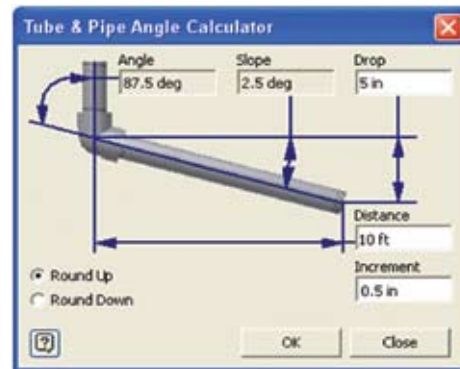 Tube & Pipe Angle Calculator
Angle Slope Drop
87.5 deg 2.5 deg 5 in
Distance
10 ft
Increment
0.5 in
Round Up
Round Down
OK Close